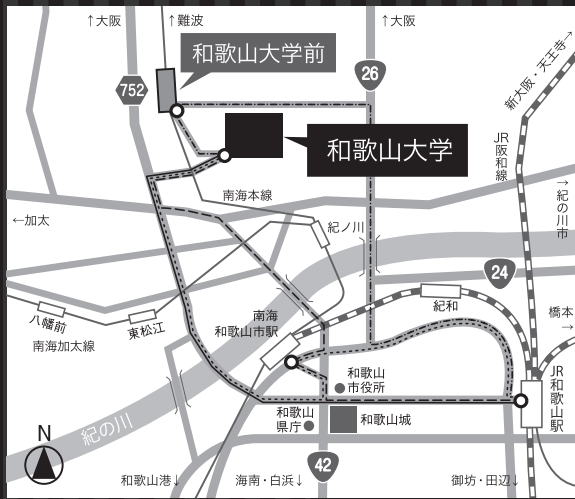 ↑大阪
↑難波
↑大阪
和歌山大学前
26
752
新大阪・天王寺→
和歌山大学
JR
阪和線
南海本線
→紀の川市
←加太
紀ノ川
24
八幡前
東松江
南海加太線
南海
和歌山市駅
紀和
橋本
→
和歌山
市役所
JR
和歌山駅
和歌山
県庁
和歌山城
紀の川
N
42
和歌山港↓
海南・白浜↓
御坊・田辺↓